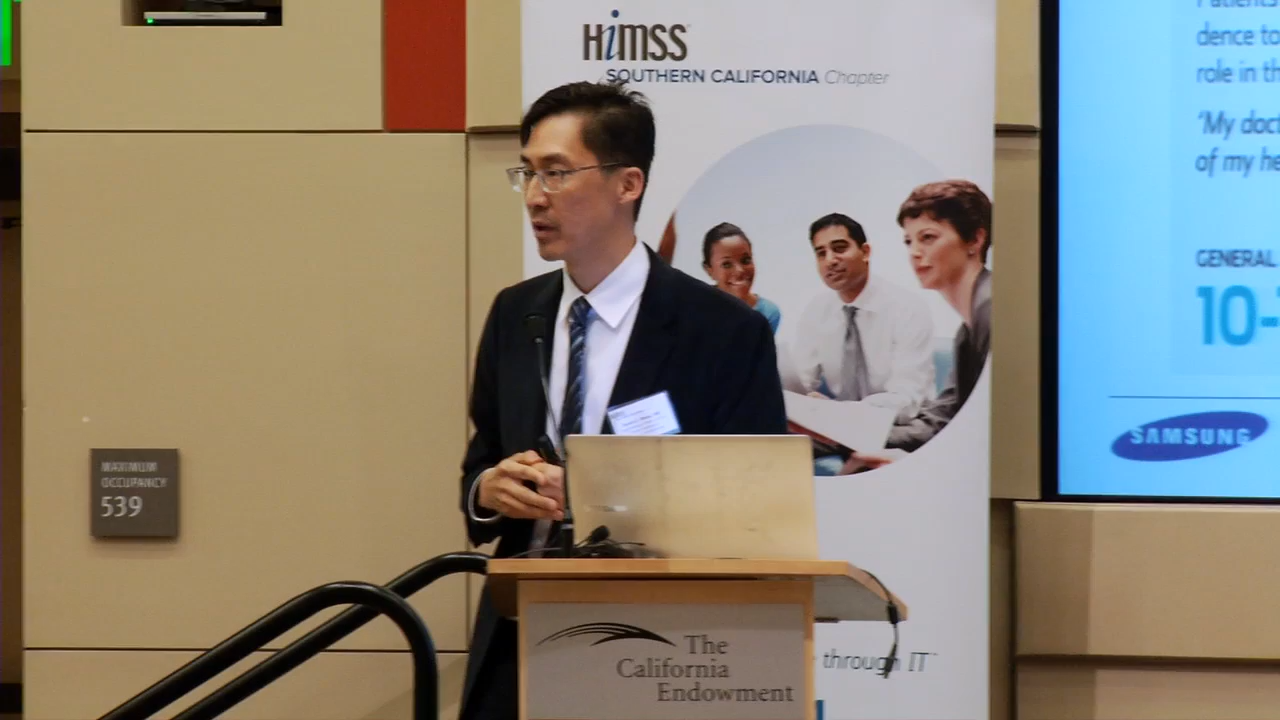 HiMSS
SOUTHERN CALIFORNIA Chapter
Patients
dence to
role in th
'My doct
of my he
GENERAL
10-
SAMSUNG
MAXIMUM
OCCUPANCY
539
through IT
The
California
Endowment